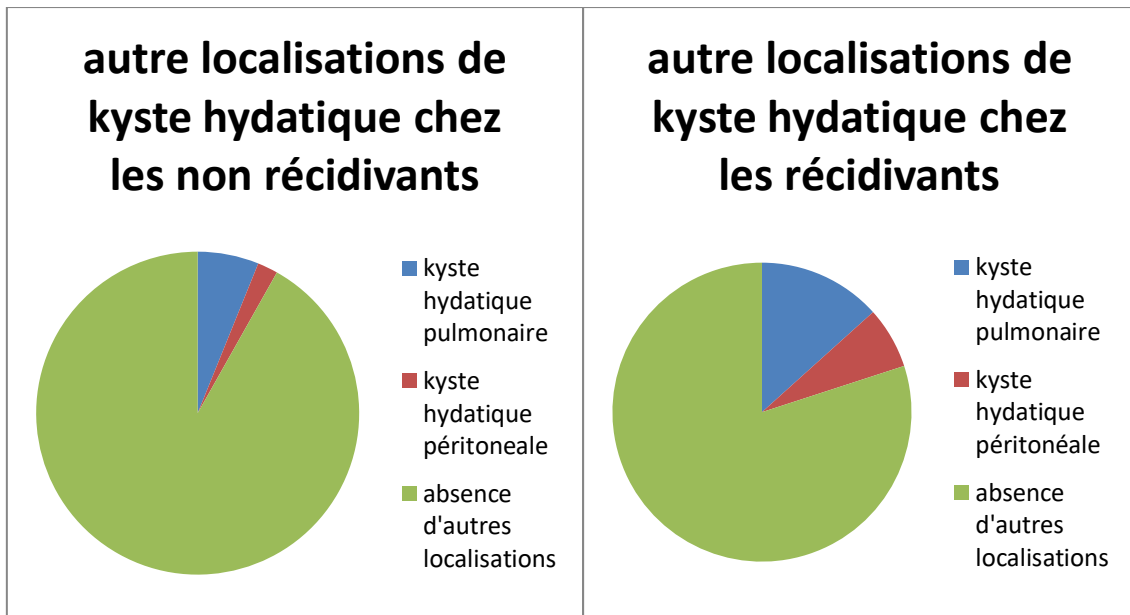 autre localisations de
kyste hydatique chez
les non récidivants
kyste
hydatique
pulmonaire
kyste
hydatique
péritoneale
absence
d'autres
localisations
autre localisations de
kyste hydatique chez
les récidivants
kyste
hydatique
pulmonaire
kyste
hydatique
péritonéale
absence
d'autres
localisations